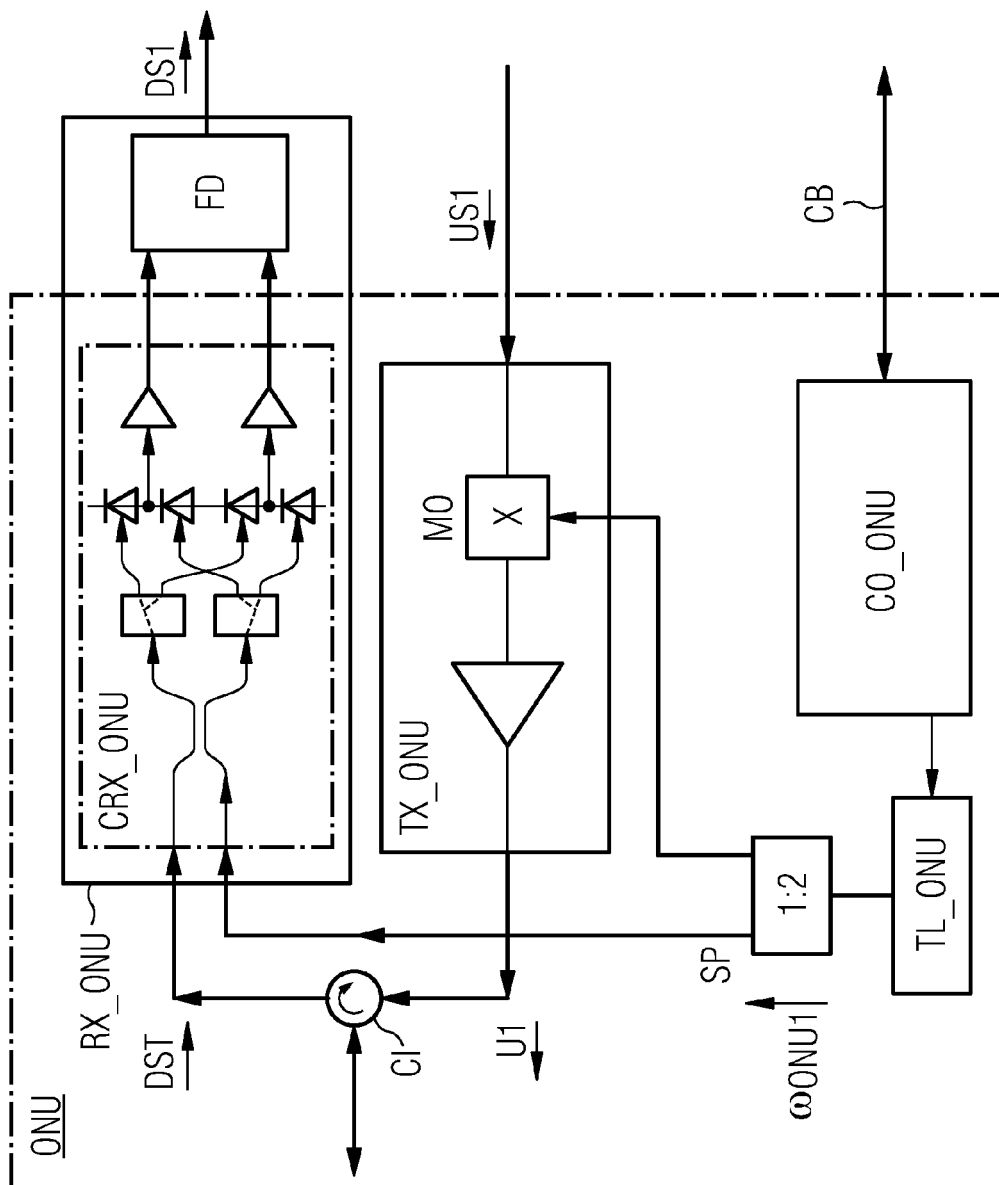 ONU
RX_ONU
CRX_ONU
FD
DS1
DST
CI
U1
TX_ONU
MO
X
US1
SP
1:2
ωONU1
TL_ONU
CO_ONU
CB